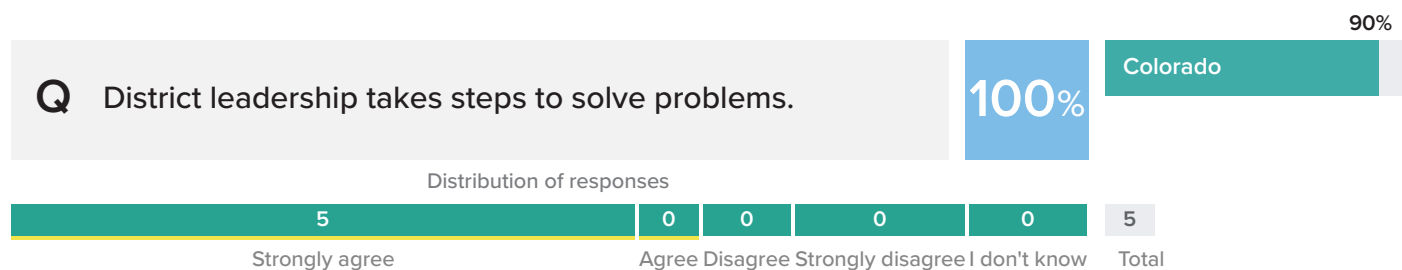 90%
Q District leadership takes steps to solve problems.
100%
Colorado
Distribution of responses
5 0 0 0 0 5
Strongly agree Agree Disagree Strongly disagree I don't know Total